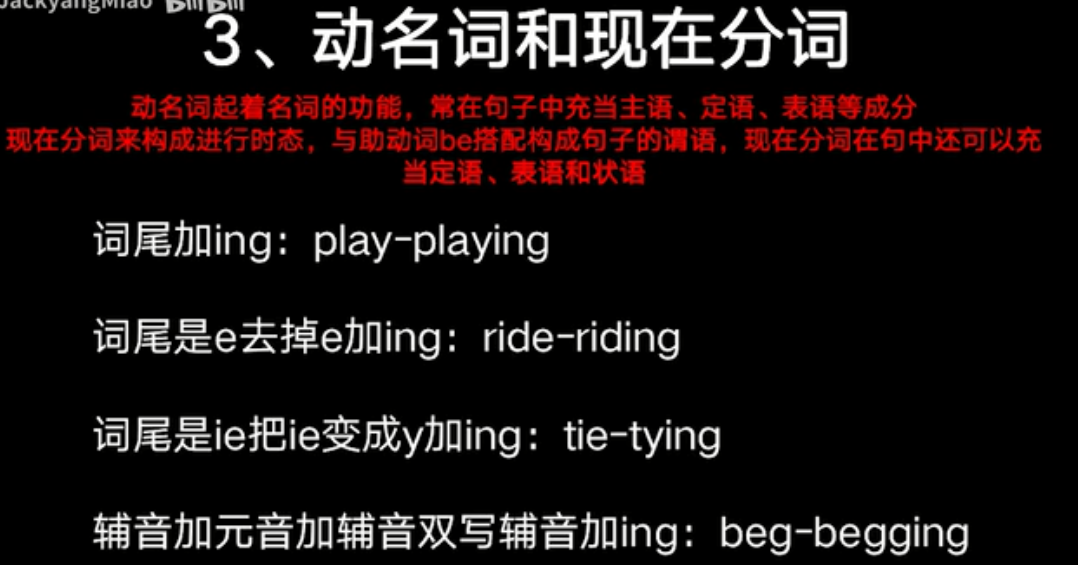 JackyangMiao bilibili
3、动名词和现在分词
动名词起着名词的功能，常在句子中充当主语、定语、表语等成分
现在分词来构成进行时态，与助动词be搭配构成句子的谓语，现在分词在句中还可以充
当定语、表语和状语
词尾加ing：play-playing
词尾是e去掉e加ing：ride-riding
词尾是ie把ie变成y加ing：tie-tying
辅音加元音加辅音双写辅音加ing：beg-begging